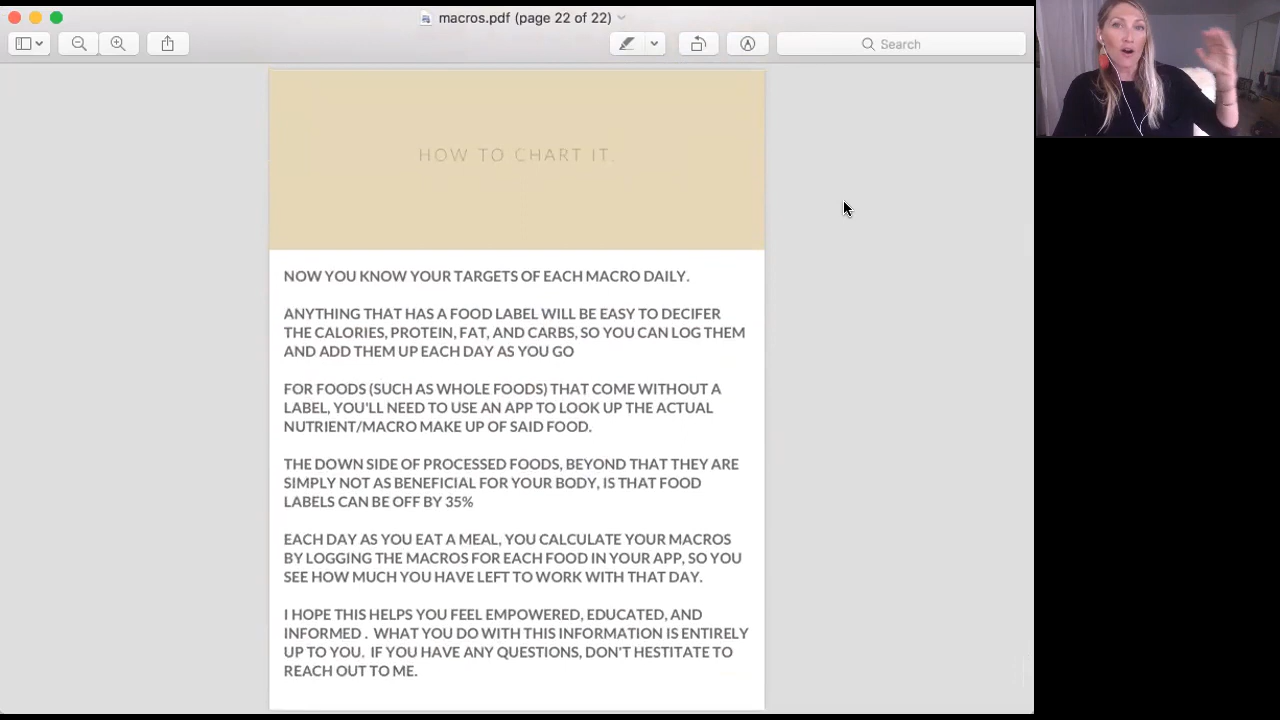 macros.pdf (page 22 of 22)
Search
HOW TO CHART IT.
NOW YOU KNOW YOUR TARGETS OF EACH MACRO DAILY.
ANYTHING THAT HAS A FOOD LABEL WILL BE EASY TO DECIFER
THE CALORIES, PROTEIN, FAT, AND CARBS, SO YOU CAN LOG THEM
AND ADD THEM UP EACH DAY AS YOU GO
FOR FOODS (SUCH AS WHOLE FOODS) THAT COME WITHOUT A
LABEL, YOU'LL NEED TO USE AN APP TO LOOK UP THE ACTUAL
NUTRIENT/MACRO MAKE UP OF SAID FOOD.
THE DOWN SIDE OF PROCESSED FOODS, BEYOND THAT THEY ARE
SIMPLY NOT AS BENEFICIAL FOR YOUR BODY, IS THAT FOOD
LABELS CAN BE OFF BY 35%
EACH DAY AS YOU EAT A MEAL, YOU CALCULATE YOUR MACROS
BY LOGGING THE MACROS FOR EACH FOOD IN YOUR APP, SO YOU
SEE HOW MUCH YOU HAVE LEFT TO WORK WITH THAT DAY.
I HOPE THIS HELPS YOU FEEL EMPOWERED, EDUCATED, AND
INFORMED . WHAT YOU DO WITH THIS INFORMATION IS ENTIRELY
UP TO YOU. IF YOU HAVE ANY QUESTIONS, DON'T HESTITATE TO
REACH OUT TO ME.